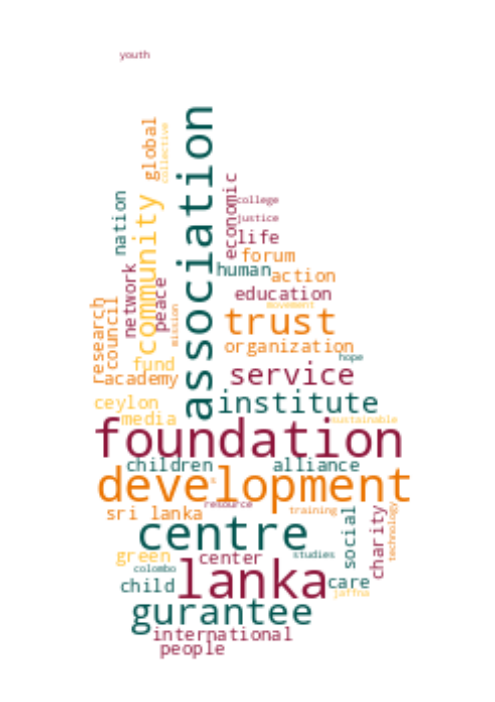 youth
association
global
collective
community
nation
economic
college
justice
life
forum
human
action
network
peace
education
movement
research
council
mission
trust
organization
hope
fund
academy
service
ceylon
institute
media
sustainable
foundation
children
alliance
development
resource
sri lanka
training
social
charity
technology
centre
green
center
studies
colombo
child
lanka
care
jaffna
gurantee
international
people